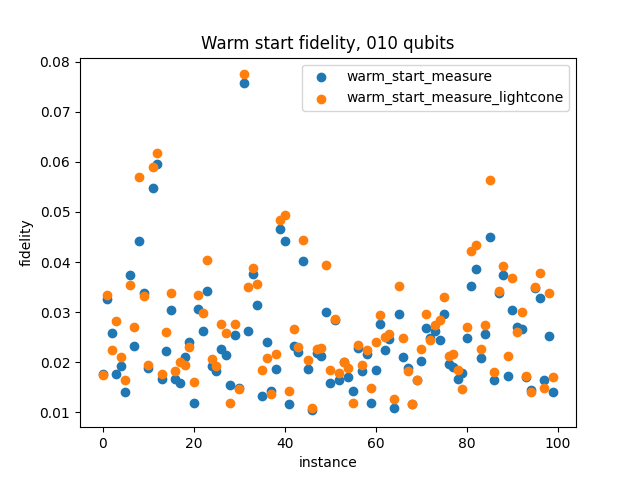 Warm start fidelity, 010 qubits
warm_start_measure
warm_start_measure_lightcone
fidelity
0.08
0.07
0.06
0.05
0.04
0.03
0.02
0.01
0 20 40 60 80 100
instance